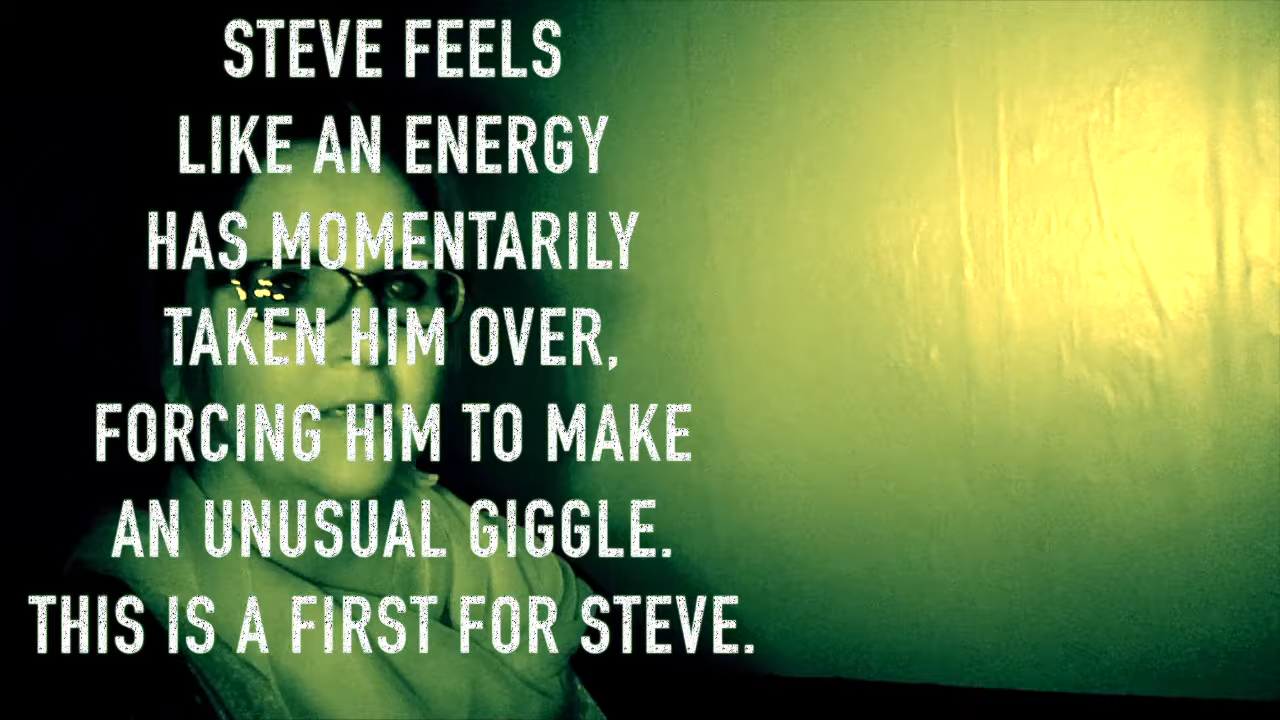 STEVE FEELS
LIKE AN ENERGY
HAS MOMENTARILY
TAKEN HIM OVER,
FORCING HIM TO MAKE
AN UNUSUAL GIGGLE.
THIS IS A FIRST FOR STEVE.